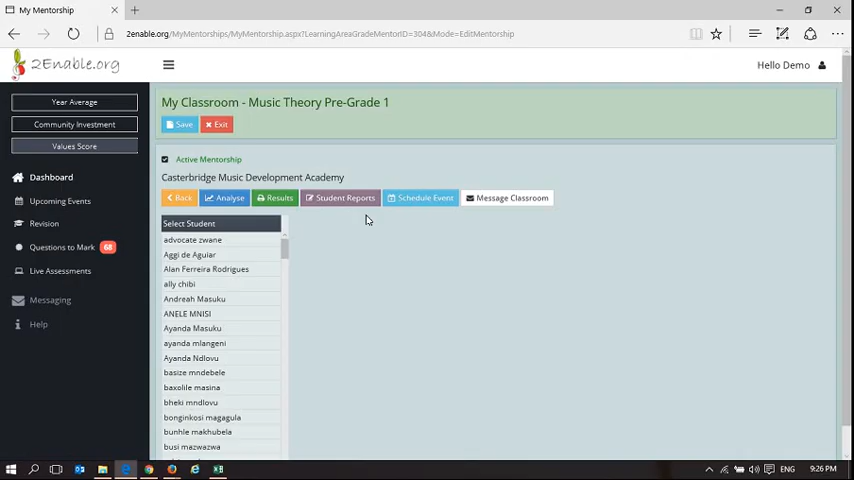 My Mentorship
2enable.org/MyMentorships/MyMentorship.aspx?LearningAreaGradeMentorID=304&Mode=EditMentorship
2Enable.org
Hello Demo
Year Average
Community Investment
Values Score
Dashboard
Upcoming Events
Revision
Questions to Mark 68
Live Assessments
Messaging
Help
My Classroom - Music Theory Pre-Grade 1
Save Exit
Active Mentorship
Casterbridge Music Development Academy
Back Analyse Results Student Reports Schedule Event Message Classroom
Select Student
advocate zwane
Aggi de Aguiar
Alan Ferreira Rodrigues
ally chibi
Andreah Masuku
ANELE MNISI
Ayanda Masuku
ayanda mlangeni
Ayanda Ndlovu
basize mndebele
baxolile masina
bheki mndlovu
bonginkosi magagula
bunhle makhubela
busi mazwazwa
ENG 9:26 PM